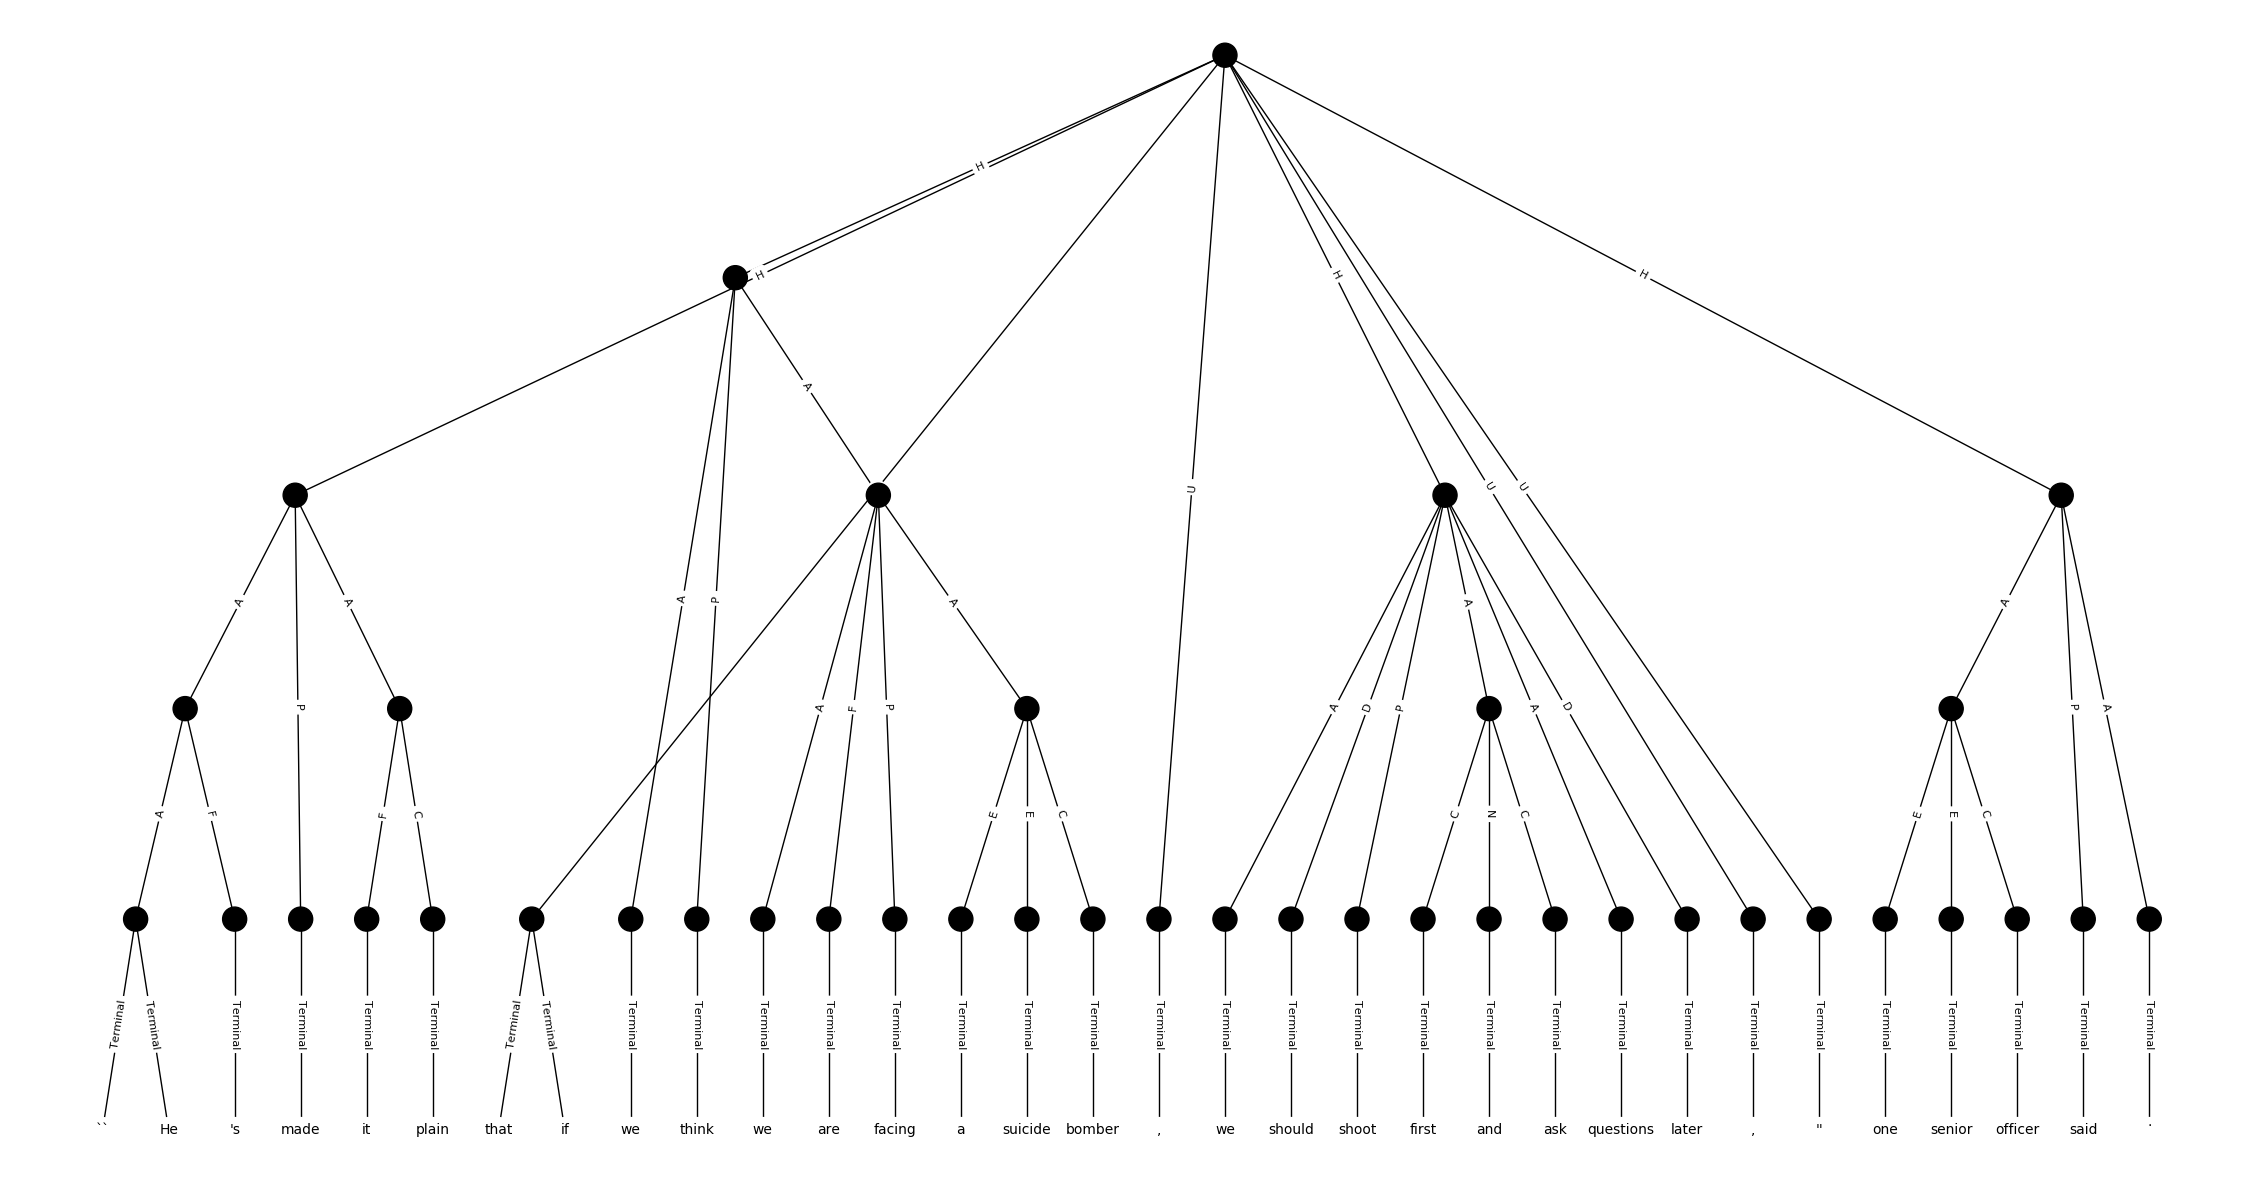 H
H
H
H
A
U
U
U
A
A
A
P
A
A
A
P
A
F
P
A
D
P
A
A
D
P
A
A
F
F
C
E
E
C
C
N
C
E
E
C
Terminal Terminal Terminal Terminal Terminal Terminal Terminal Terminal Terminal Terminal Terminal Terminal Terminal Terminal Terminal Terminal Terminal Terminal Terminal Terminal Terminal Terminal Terminal Terminal Terminal Terminal Terminal Terminal Terminal Terminal Terminal Terminal
`` He 's made it plain that if we think we are facing a suicide bomber , we should shoot first and ask questions later , " one senior officer said .